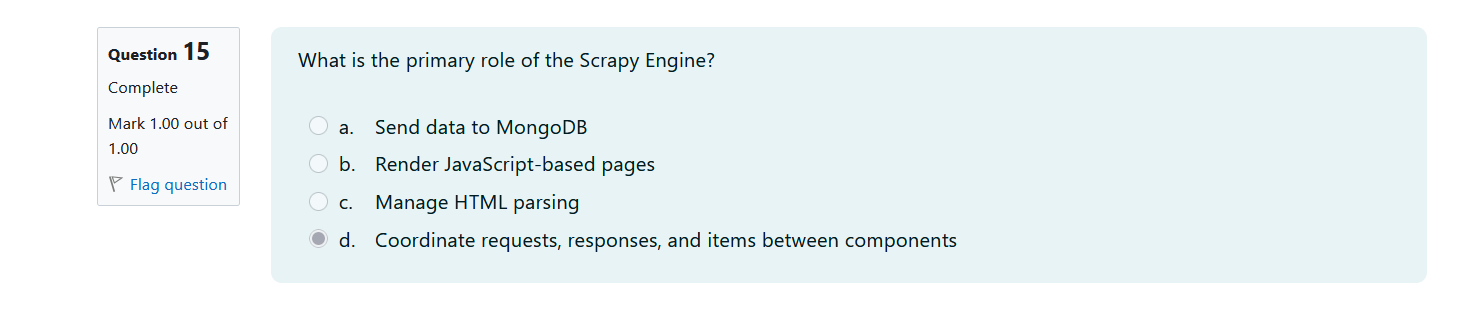 Question 15
Complete
Mark 1.00 out of
1.00
Flag question
What is the primary role of the Scrapy Engine?
a. Send data to MongoDB
b. Render JavaScript-based pages
c. Manage HTML parsing
d. Coordinate requests, responses, and items between components